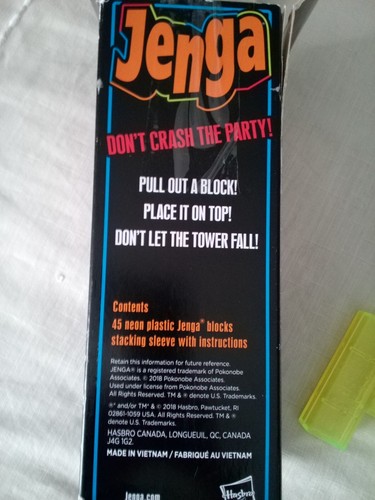 Jenga
DON'T CRASH THE PARTY!
PULL OUT A BLOCK!
PLACE IT ON TOP!
DON'T LET THE TOWER FALL!
Contents
45 neon plastic Jenga® blocks
stacking sleeve with instructions
Retain this information for future reference.
JENGA® is a registered trademark of Pokonobe
Associates. © 2018 Pokonobe Associates.
Used under license from Pokonobe Associates.
All Rights Reserved. TM & ® denote U.S. Trademarks.
®* and/or TM* & © 2018 Hasbro, Pawtucket, RI
02861-1059 USA. All Rights Reserved. TM & ®
denote U.S. Trademarks.
HASBRO CANADA, LONGUEUIL, QC, CANADA
J4G 1G2.
MADE IN VIETNAM / FABRIQUÉ AU VIETNAM
Jenga.com
Hasbro